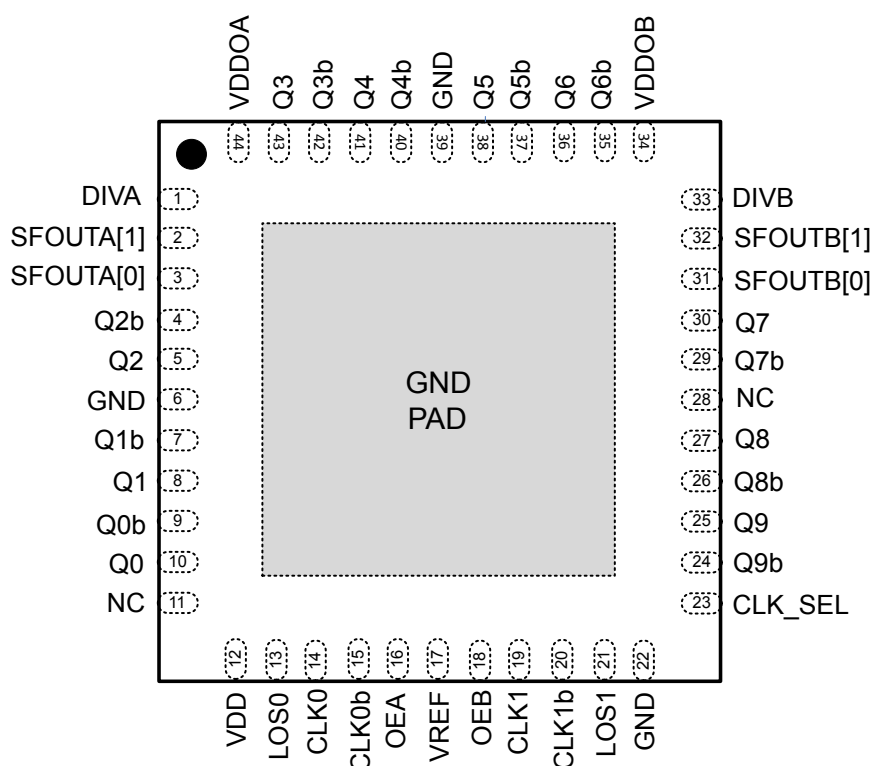 VDDOA
Q3
Q3b
Q4
Q4b
GND
Q5
Q5b
Q6
Q6b
VDDOB
44
43
42
41
40
39
38
37
36
35
34
DIVA 1
SFOUTA[1] 2
SFOUTA[0] 3
Q2b 4
Q2 5
GND 6
Q1b 7
Q1 8
Q0b 9
Q0 10
NC 11
GND
PAD
33 DIVB
32 SFOUTB[1]
31 SFOUTB[0]
30 Q7
29 Q7b
28 NC
27 Q8
26 Q8b
25 Q9
24 Q9b
23 CLK_SEL
12
13
14
15
16
17
18
19
20
21
22
VDD
LOS0
CLK0
CLK0b
OEA
VREF
OEB
CLK1
CLK1b
LOS1
GND